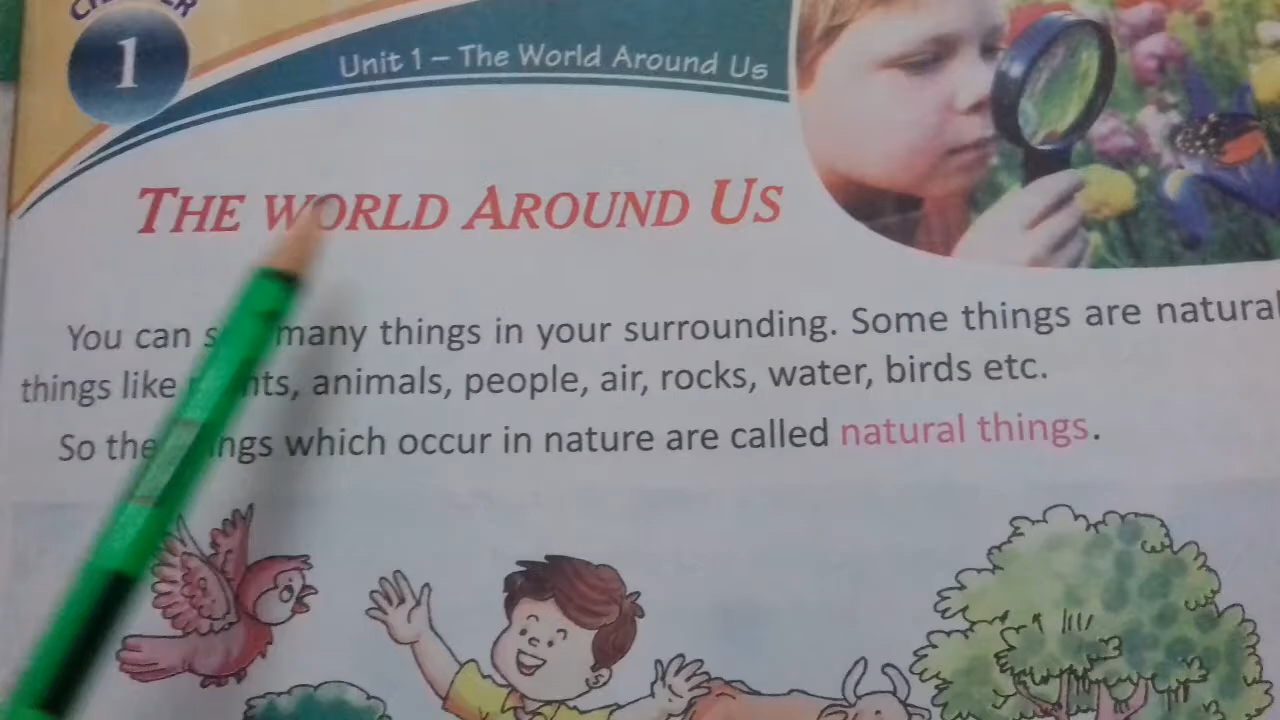 1
Unit 1 – The World Around Us
THE WORLD AROUND US
You can many things in your surrounding. Some things are natural
things like animals, people, air, rocks, water, birds etc.
So the which occur in nature are called natural things.